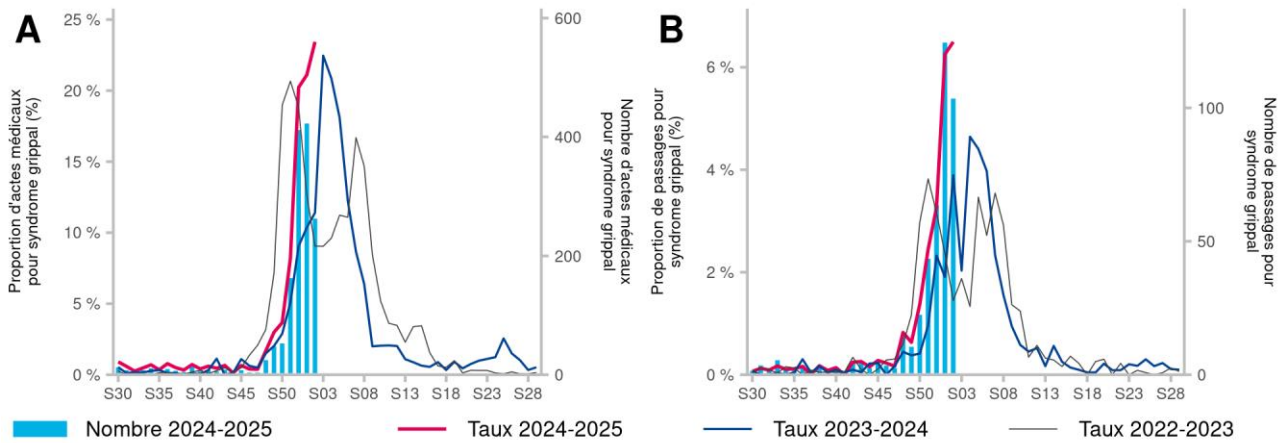 A
Proportion d'actes médicaux
pour syndrome grippal (%)
25 %
20 %
15 %
10 %
5 %
0 %
600
400
200
0
Nombre d'actes médicaux
pour syndrome grippal
S30
S35
S40
S45
S50
S03
S08
S13
S18
S23
S28
B
Proportion de passages pour
syndrome grippal (%)
6 %
4 %
2 %
0 %
100
50
0
Nombre de passages pour
syndrome grippal
S30
S35
S40
S45
S50
S03
S08
S13
S18
S23
S28
Nombre 2024-2025
Taux 2024-2025
Taux 2023-2024
Taux 2022-2023